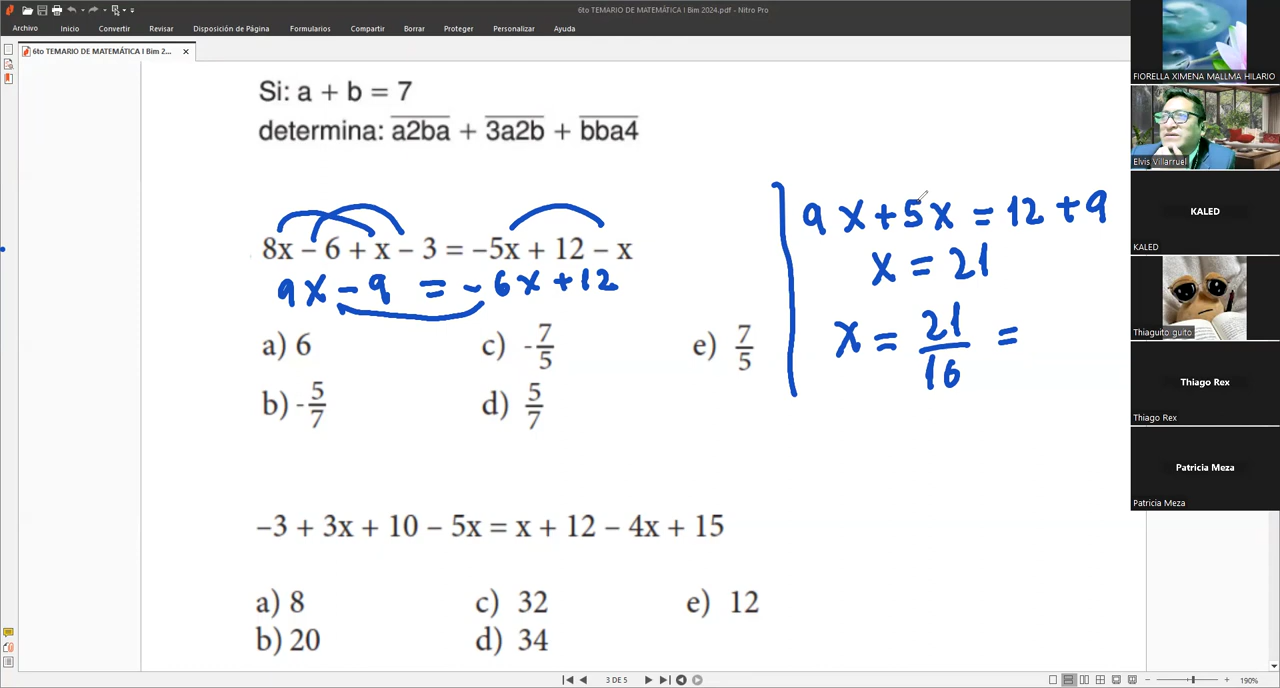 6to TEMARIO DE MATEMÁTICA I Bim 2024.pdf - Nitro Pro
Archivo Inicio Convertir Revisar Disposición de Página Formularios Compartir Borrar Proteger Personalizar Ayuda
6to TEMARIO DE MATEMÁTICA I Bim 2...
Si: a + b = 7
determina: a2ba + 3a2b + bba4
8x – 6 + x – 3 = –5x + 12 – x
9x - 9 = - 6x + 12
a) 6 c) -7/5 e) 7/5
b) -5/7 d) 5/7
9x + 5x = 12 + 9
x = 21
x = 21/16 =
–3 + 3x + 10 – 5x = x + 12 – 4x + 15
a) 8 c) 32 e) 12
b) 20 d) 34
FIORELLA XIMENA MALLMA HILARIO
Elvis Villarruel
KALED
KALED
Thiaguito guito
Thiago Rex
Thiago Rex
Patricia Meza
Patricia Meza
3 DE 5
190%